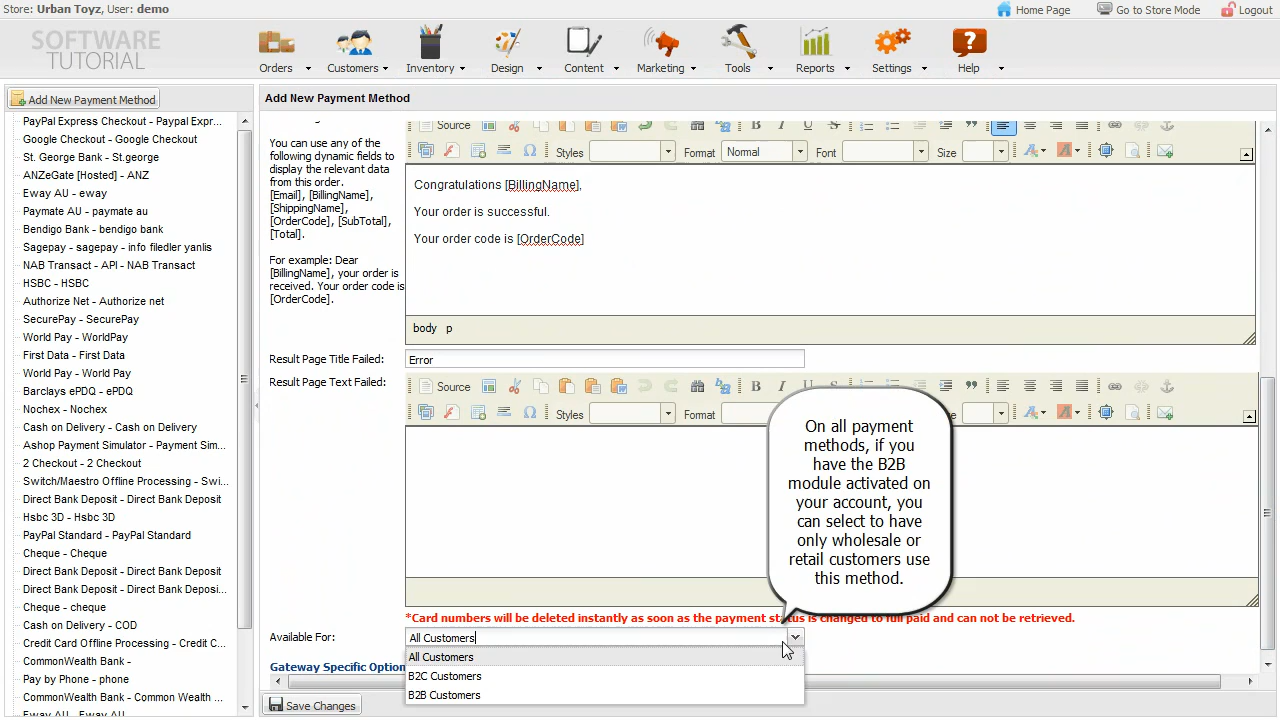 Store: Urban Toyz, User: demo
Home Page
Go to Store Mode
Logout
SOFTWARE
TUTORIAL
Orders
Customers
Inventory
Design
Content
Marketing
Tools
Reports
Settings
Help
Add New Payment Method
PayPal Express Checkout - Paypal Expr...
Google Checkout - Google Checkout
St. George Bank - St.george
ANZeGate [Hosted] - ANZ
Eway AU - eway
Paymate AU - paymate au
Bendigo Bank - bendigo bank
Sagepay - sagepay - info filedler yanlis
NAB Transact - API - NAB Transact
HSBC - HSBC
Authorize Net - Authorize net
SecurePay - SecurePay
World Pay - WorldPay
First Data - First Data
World Pay - World Pay
Barclays ePDQ - ePDQ
Nochex - Nochex
Cash on Delivery - Cash on Delivery
Ashop Payment Simulator - Payment Sim...
2 Checkout - 2 Checkout
Switch/Maestro Offline Processing - Swi...
Direct Bank Deposit - Direct Bank Deposit
Hsbc 3D - Hsbc 3D
PayPal Standard - PayPal Standard
Cheque - Cheque
Direct Bank Deposit - Direct Bank Deposit
Direct Bank Deposit - Direct Bank Deposi...
Cheque - cheque
Cash on Delivery - COD
Credit Card Offline Processing - Credit C...
CommonWealth Bank -
Pay by Phone - phone
CommonWealth Bank - Common Wealth ...
Eway AU - eway
Add New Payment Method
You can use any of the
following dynamic fields to
display the relevant data
from this order.
[Email], [BillingName],
[ShippingName],
[OrderCode], [SubTotal],
[Total].
For example: Dear
[BillingName], your order is
received. Your order code is
[OrderCode].
Source
Styles
Format
Normal
Font
Size
Congratulations [BillingName],
Your order is successful.
Your order code is [OrderCode]
body p
Result Page Title Failed:
Error
Result Page Text Failed:
Source
Styles
Format
On all payment
methods, if you
have the B2B
module activated on
your account, you
can select to have
only wholesale or
retail customers use
this method.
*Card numbers will be deleted instantly as soon as the payment status is changed to full paid and can not be retrieved.
Available For:
All Customers
All Customers
B2C Customers
B2B Customers
Gateway Specific Option
Save Changes